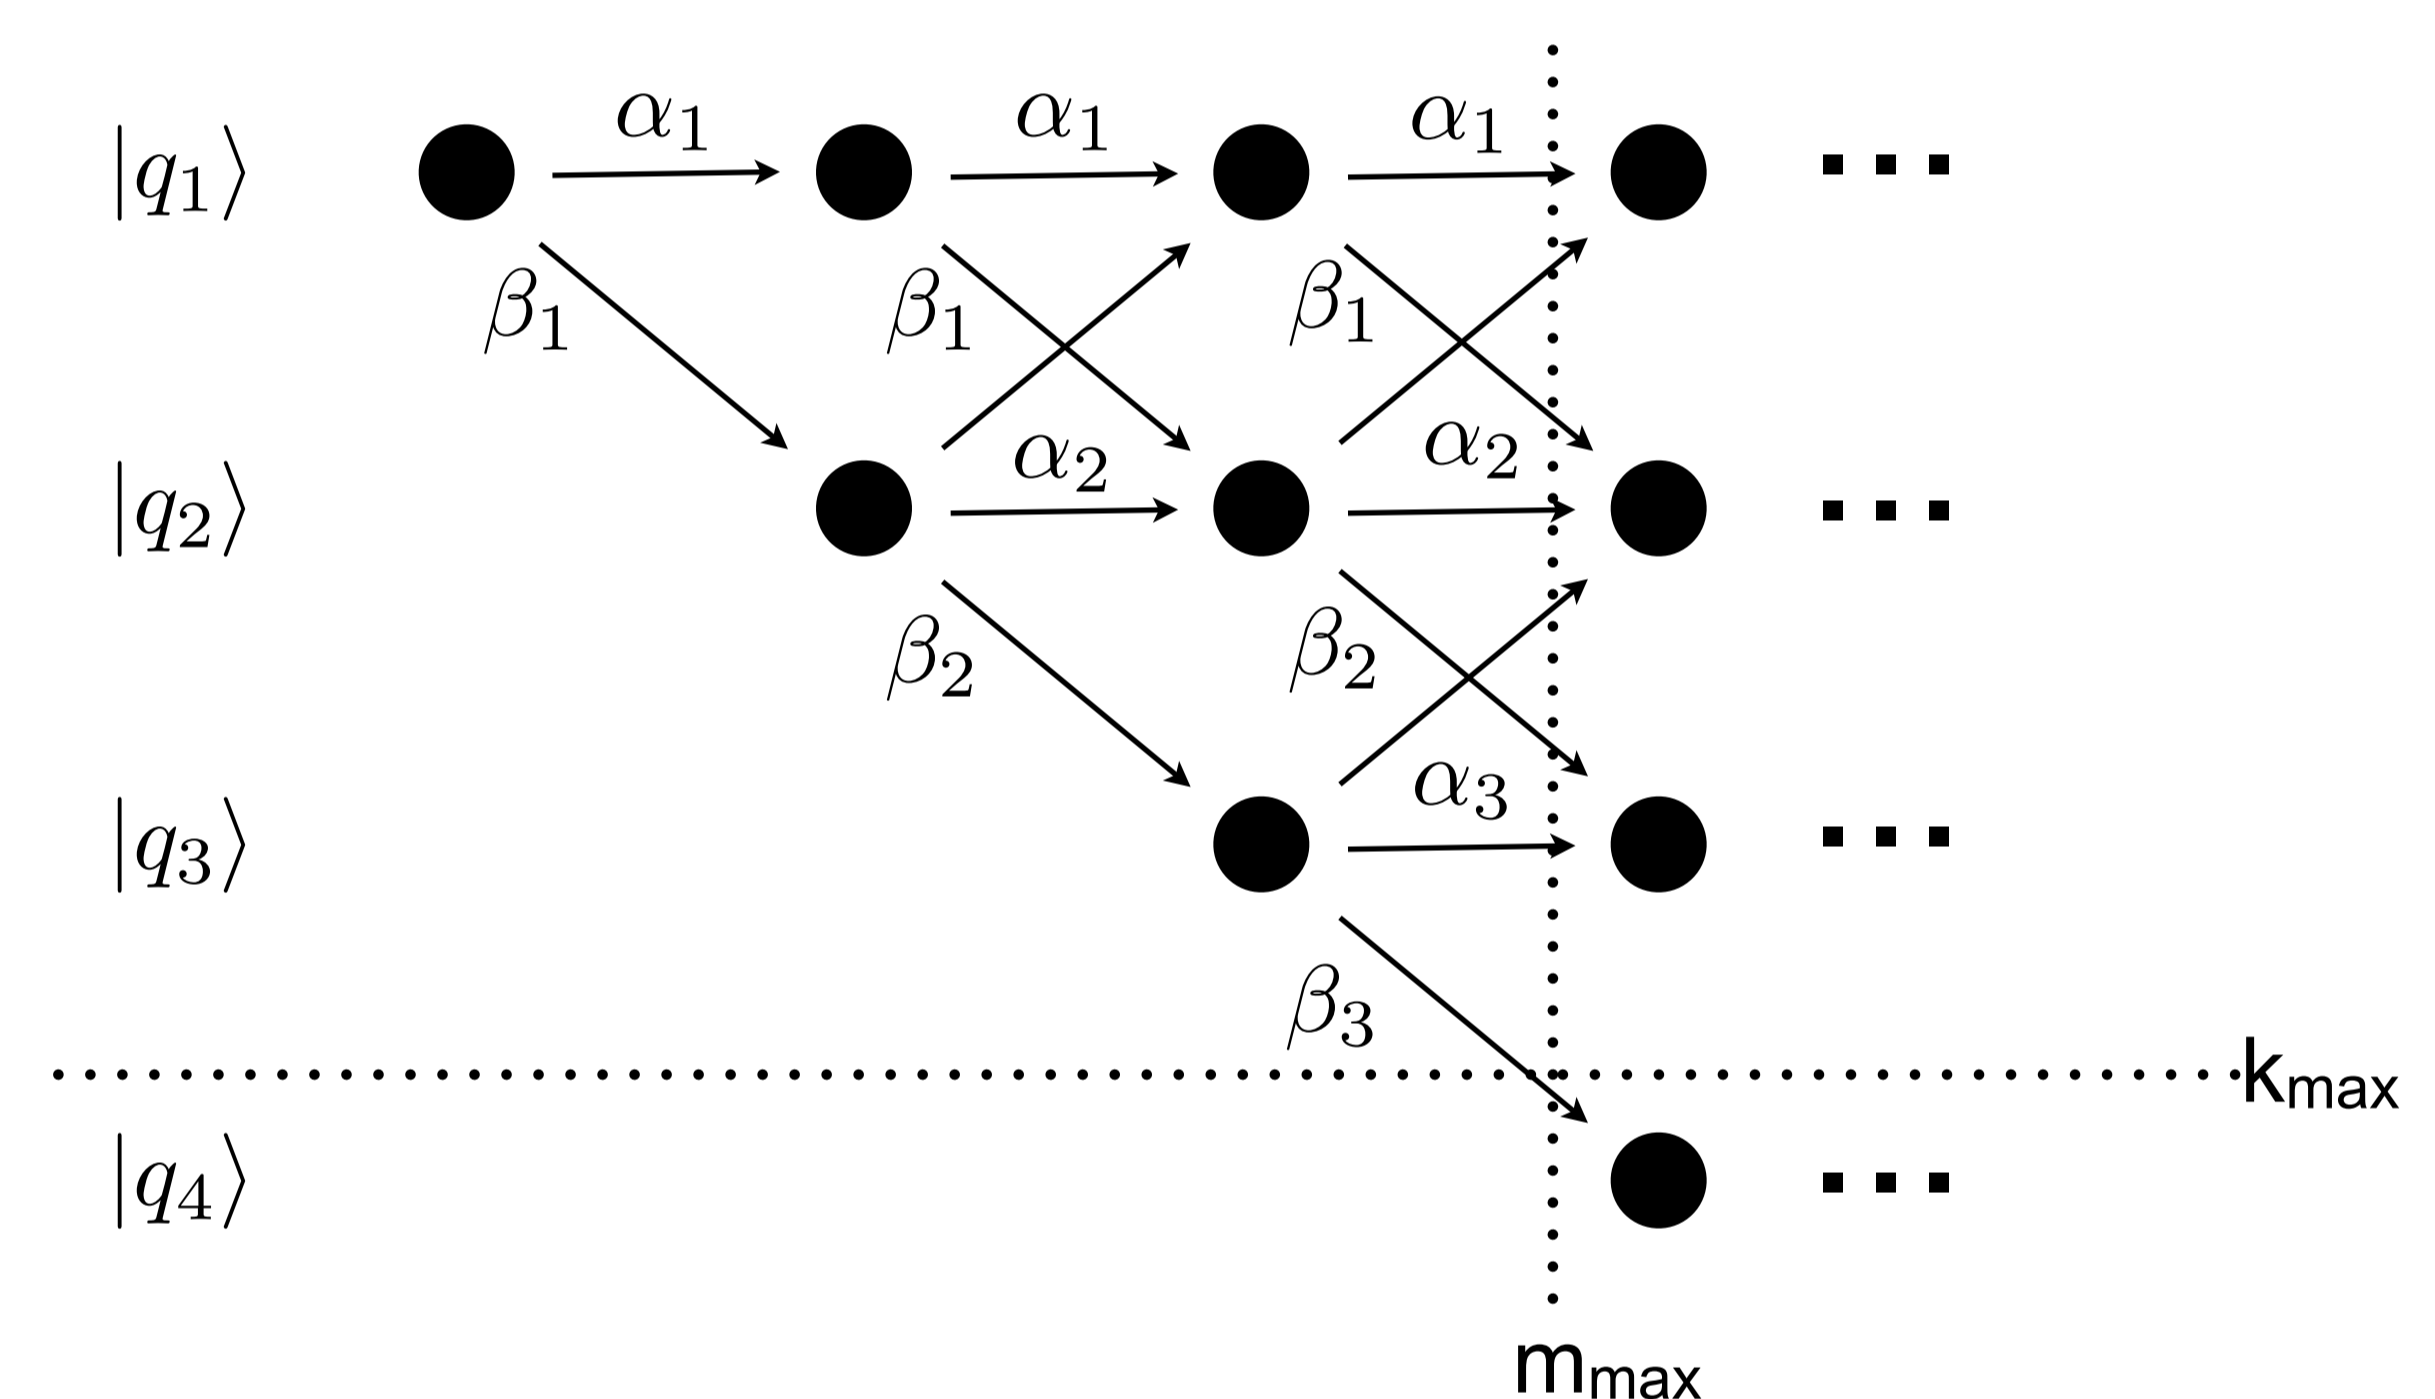 α₁ α₁ α₁
|q₁⟩ ...
β₁ β₁ β₁
α₂ α₂
|q₂⟩ ...
β₂ β₂
α₃
|q₃⟩ ...
β₃
kmax
|q₄⟩ ...
mmax